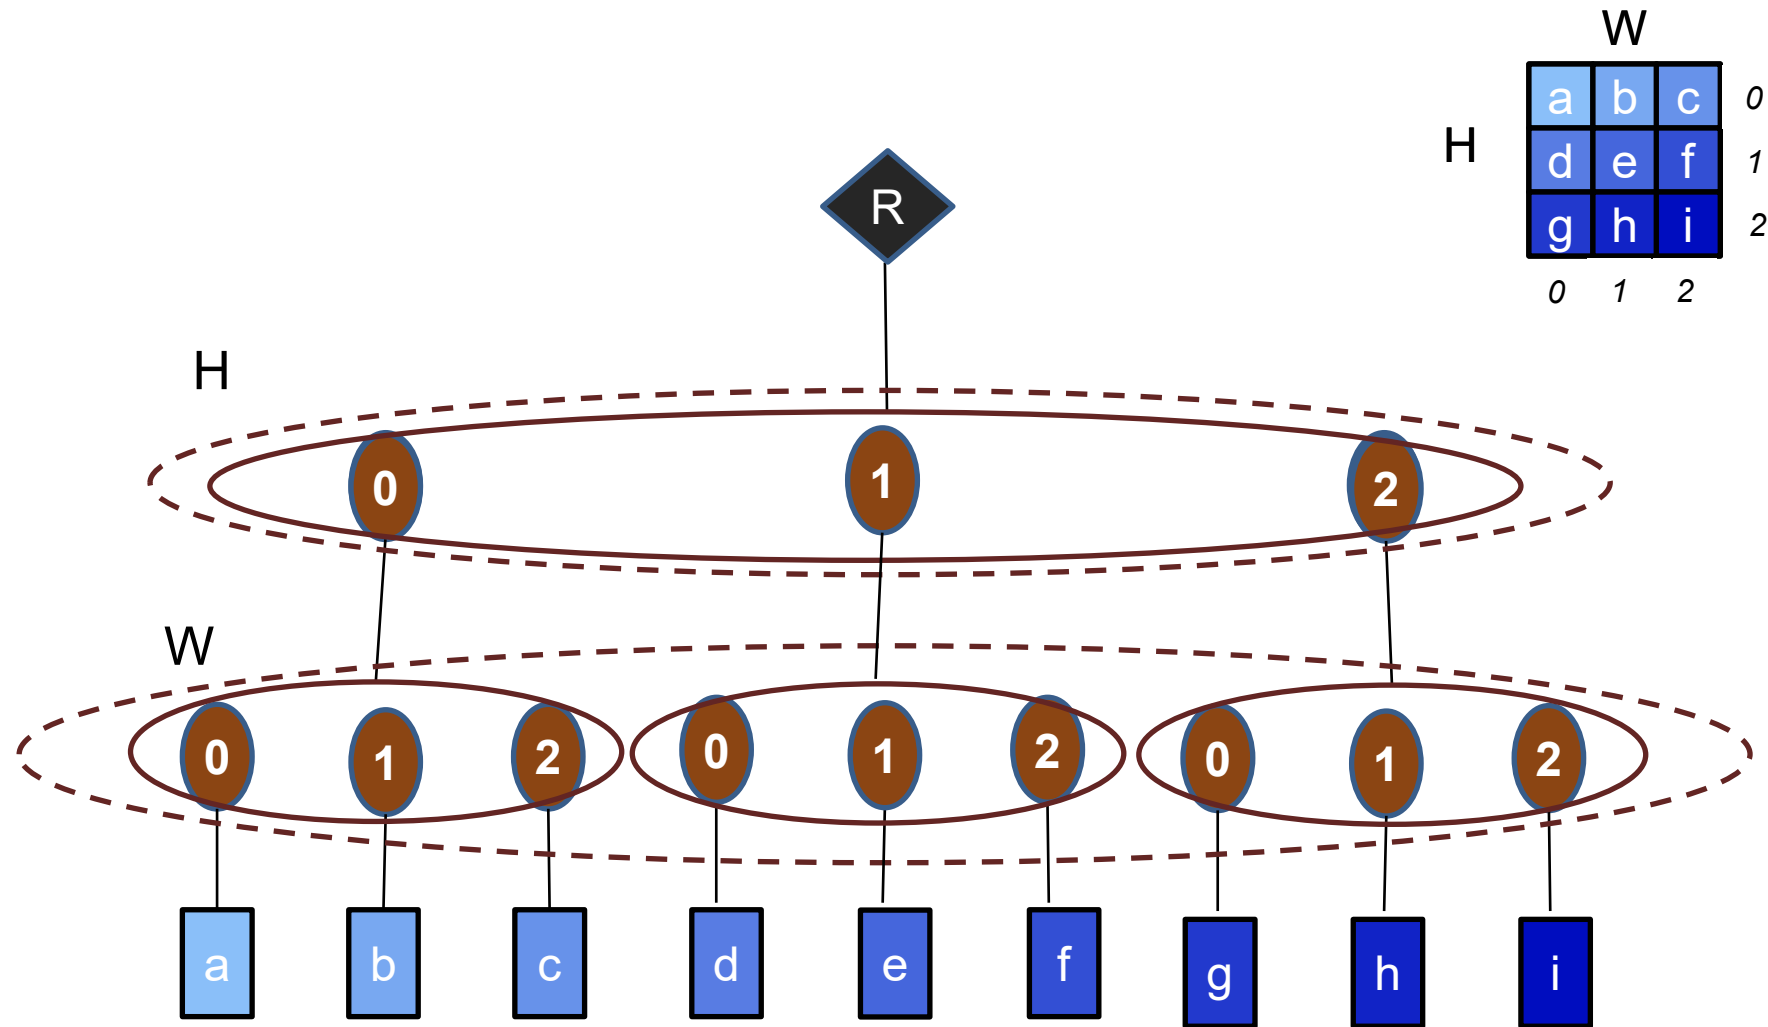 W
a b c 0
H
d e f 1
g h i 2
0 1 2
R
H
0 1 2
W
0 1 2 0 1 2 0 1 2
a b c d e f g h i